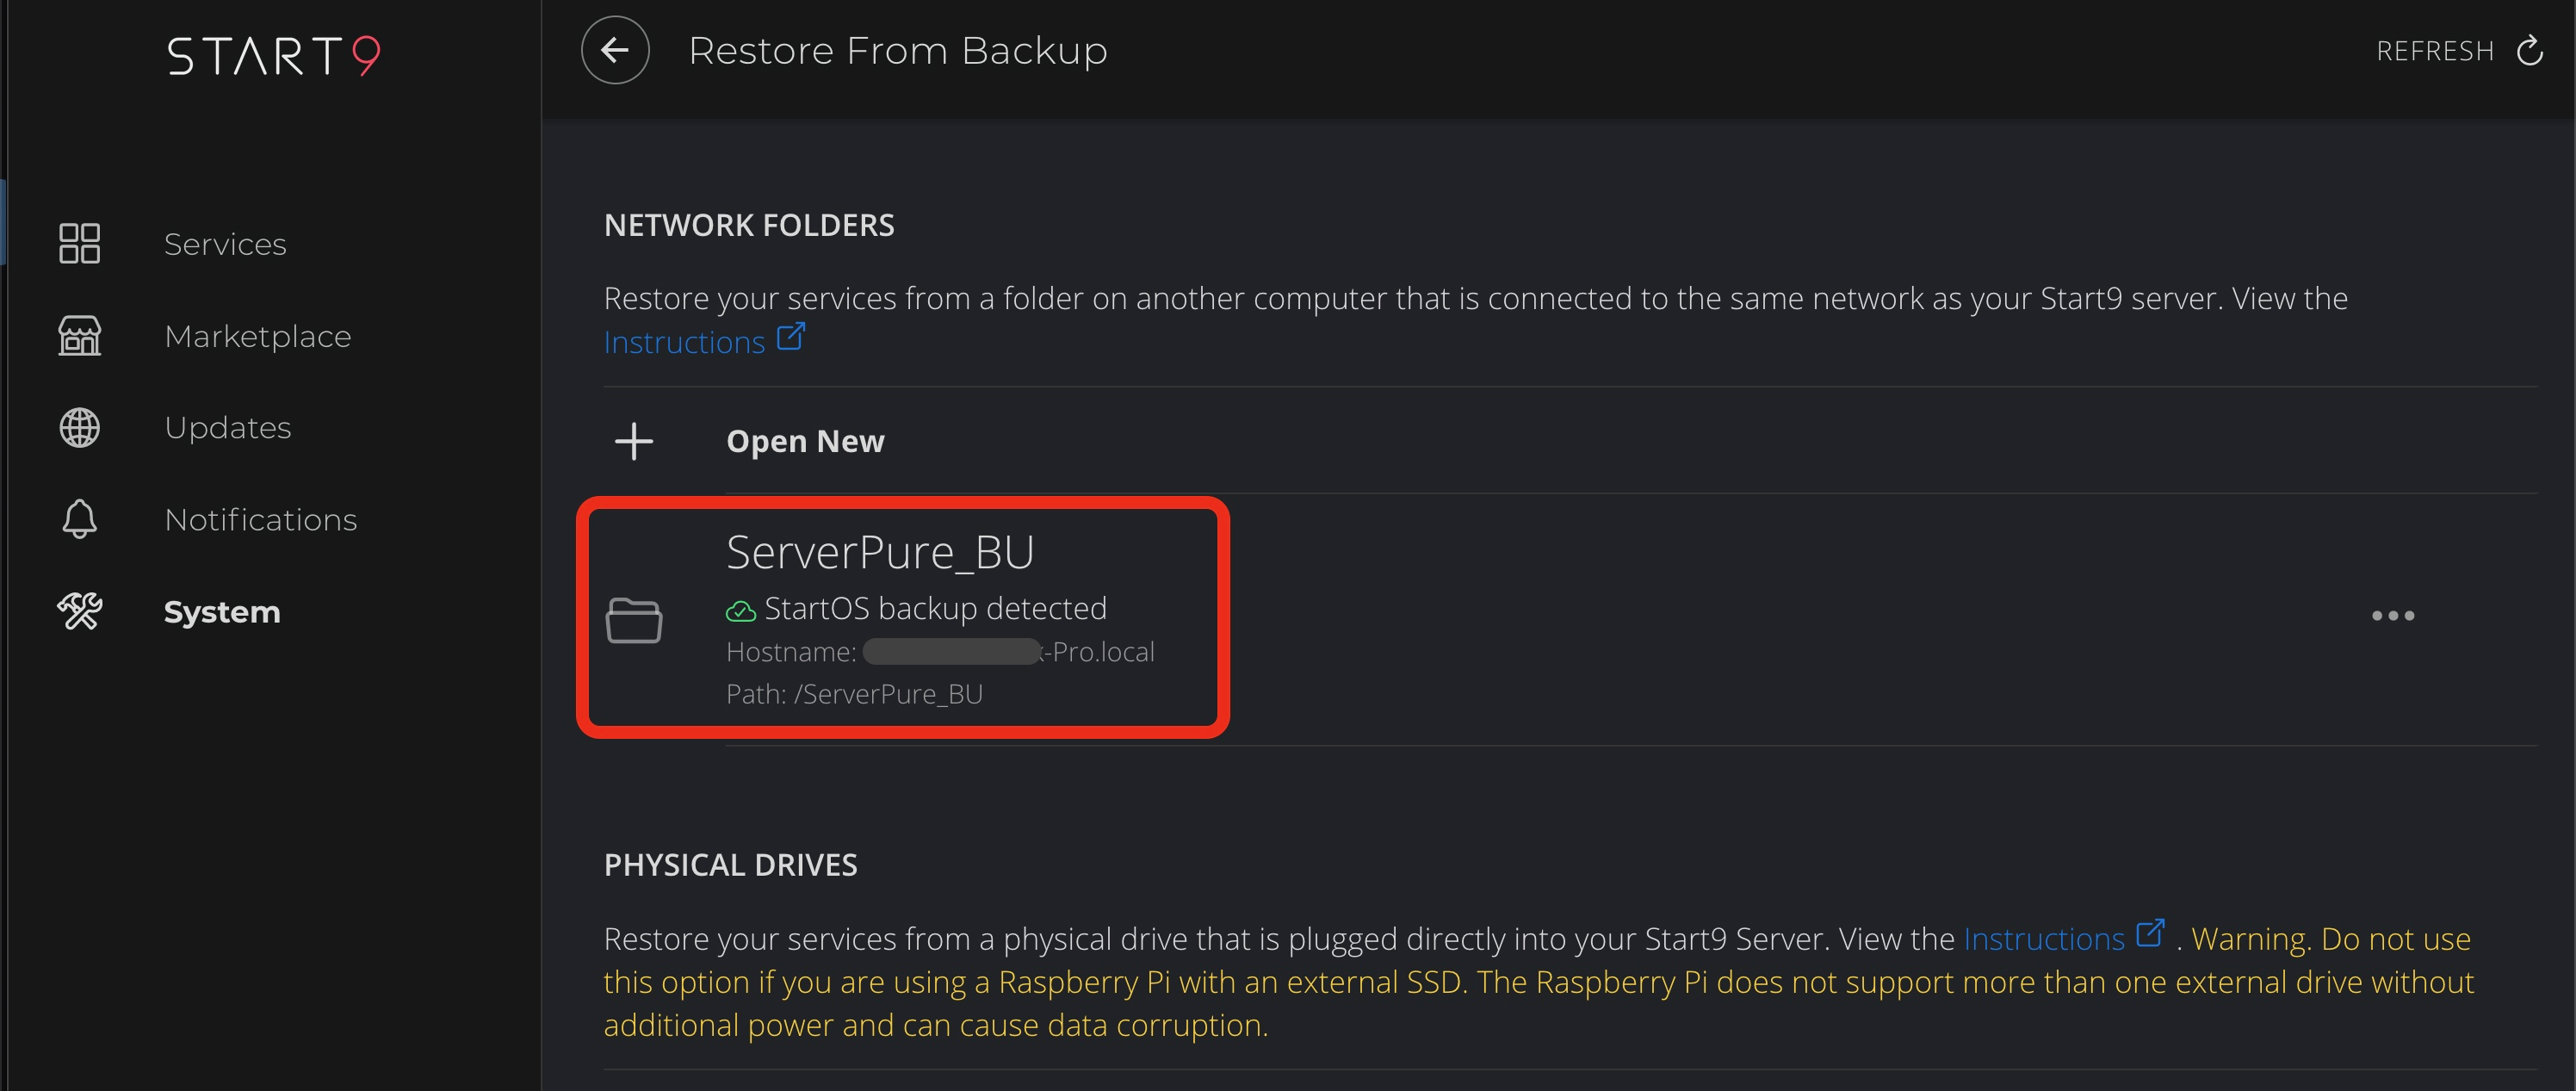 START9
Services
Marketplace
Updates
Notifications
System
Restore From Backup
REFRESH
NETWORK FOLDERS
Restore your services from a folder on another computer that is connected to the same network as your Start9 server. View the
Instructions
Open New
ServerPure_BU
StartOS backup detected
Hostname: -Pro.local
Path: /ServerPure_BU
PHYSICAL DRIVES
Restore your services from a physical drive that is plugged directly into your Start9 Server. View the Instructions . Warning. Do not use
this option if you are using a Raspberry Pi with an external SSD. The Raspberry Pi does not support more than one external drive without
additional power and can cause data corruption.